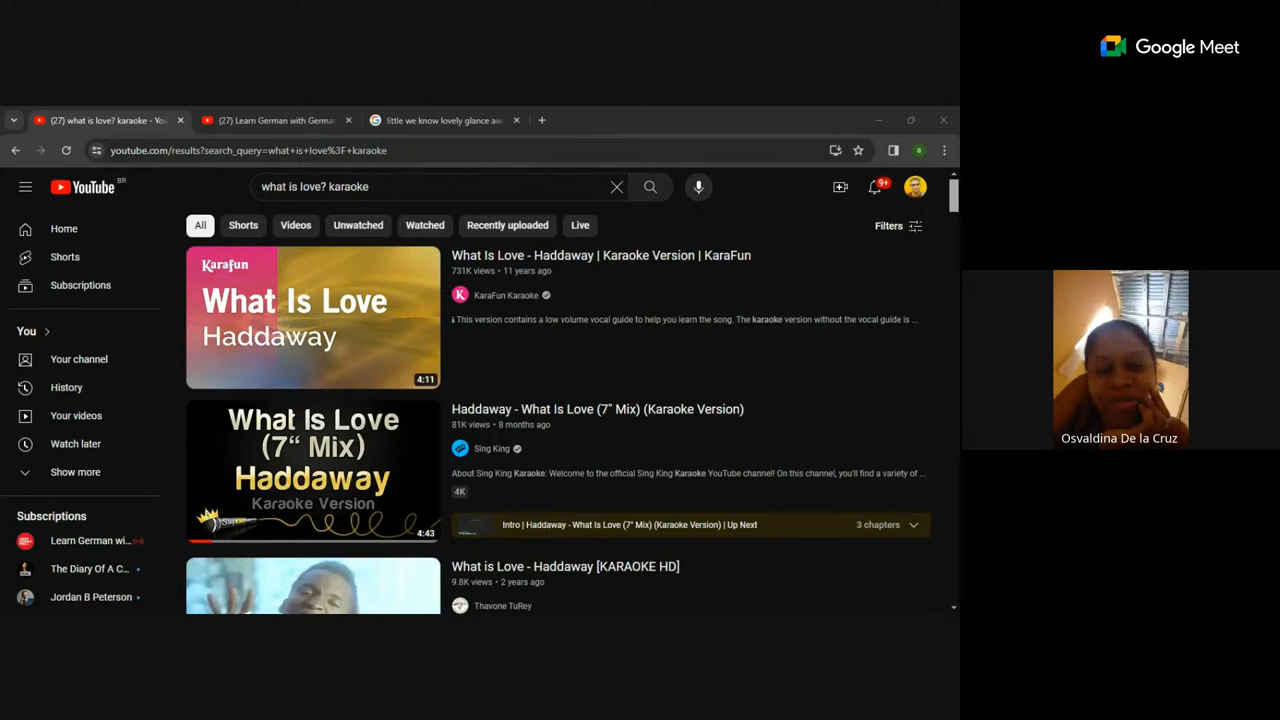 Google Meet
(27) what is love? karaoke - You
(27) Learn German with German
little we know lovely glance awe
youtube.com/results?search_query=what+is+love%3F+karaoke
a
YouTube BR
what is love? karaoke
9+
Home
Shorts
Subscriptions
You
Your channel
History
Your videos
Watch later
Show more
Subscriptions
Learn German wi...
The Diary Of A C...
Jordan B Peterson
All
Shorts
Videos
Unwatched
Watched
Recently uploaded
Live
Filters
Karafun
What Is Love
Haddaway
4:11
What Is Love - Haddaway | Karaoke Version | KaraFun
731K views • 11 years ago
K
KaraFun Karaoke
ℹ This version contains a low volume vocal guide to help you learn the song. The karaoke version without the vocal guide is ...
What Is Love
(7“ Mix)
Haddaway
Karaoke Version
4:43
Haddaway - What Is Love (7" Mix) (Karaoke Version)
81K views • 8 months ago
Sing King
About Sing King Karaoke: Welcome to the official Sing King Karaoke YouTube channel! On this channel, you'll find a variety of ...
4K
Intro | Haddaway - What Is Love (7" Mix) (Karaoke Version) | Up Next
3 chapters
What is Love - Haddaway [KARAOKE HD]
9.8K views • 2 years ago
Thavone TuRey
Osvaldina De la Cruz